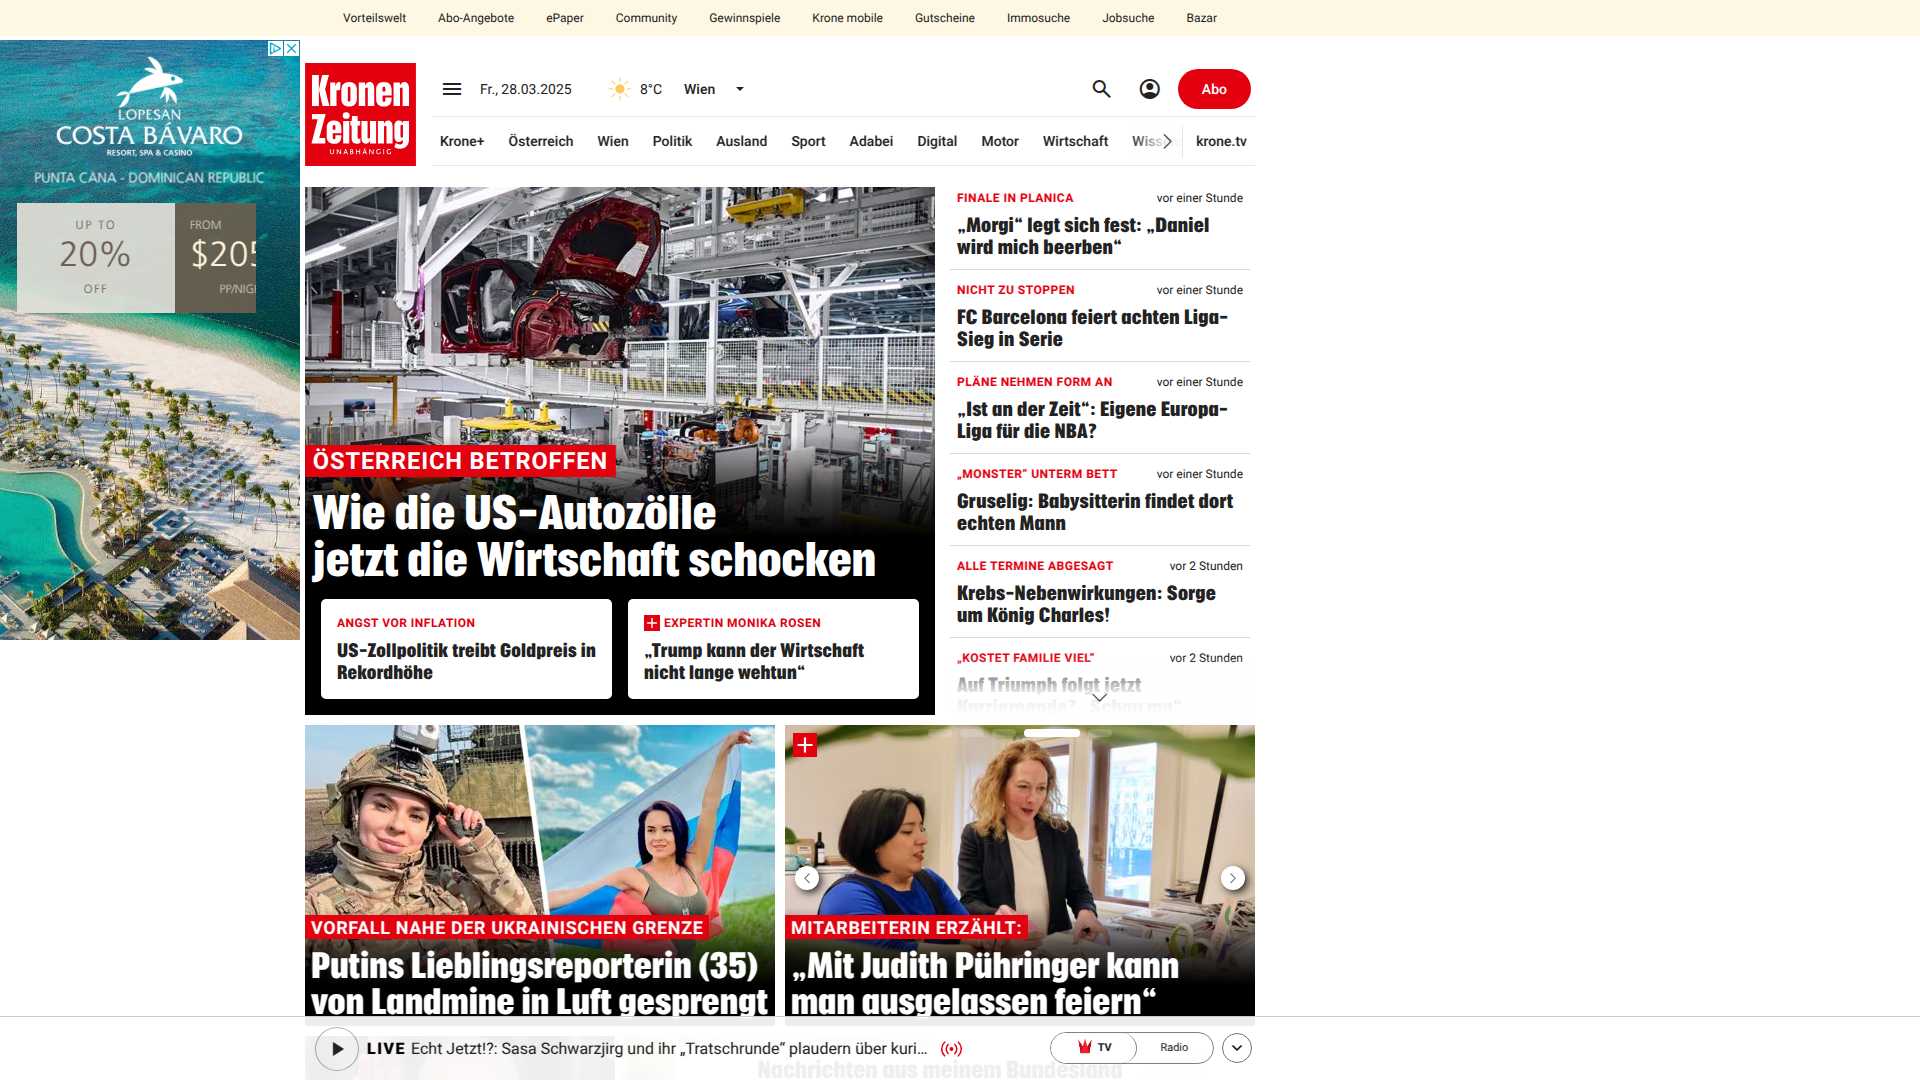 Vorteilswelt
Abo-Angebote
ePaper
Community
Gewinnspiele
Krone mobile
Gutscheine
Immosuche
Jobsuche
Bazar
LOPESAN
COSTA BÁVARO
RESORT, SPA & CASINO
PUNTA CANA - DOMINICAN REPUBLIC
UP TO
20%
OFF
FROM
$205
PP/NIGH
Kronen
Zeitung
UNABHÄNGIG
Fr., 28.03.2025
8°C
Wien
Abo
Krone+
Österreich
Wien
Politik
Ausland
Sport
Adabei
Digital
Motor
Wirtschaft
Wiss
krone.tv
ÖSTERREICH BETROFFEN
Wie die US-Autozölle
jetzt die Wirtschaft schocken
ANGST VOR INFLATION
US-Zollpolitik treibt Goldpreis in
Rekordhöhe
EXPERTIN MONIKA ROSEN
„Trump kann der Wirtschaft
nicht lange wehtun“
FINALE IN PLANICA
vor einer Stunde
„Morgi“ legt sich fest: „Daniel
wird mich beerben“
NICHT ZU STOPPEN
vor einer Stunde
FC Barcelona feiert achten Liga-
Sieg in Serie
PLÄNE NEHMEN FORM AN
vor einer Stunde
„Ist an der Zeit“: Eigene Europa-
Liga für die NBA?
„MONSTER“ UNTERM BETT
vor einer Stunde
Gruselig: Babysitterin findet dort
echten Mann
ALLE TERMINE ABGESAGT
vor 2 Stunden
Krebs-Nebenwirkungen: Sorge
um König Charles!
„KOSTET FAMILIE VIEL“
vor 2 Stunden
Auf Triumph folgt jetzt
Karriereende? „Schau ma“
VORFALL NAHE DER UKRAINISCHEN GRENZE
Putins Lieblingsreporterin (35)
von Landmine in Luft gesprengt
MITARBEITERIN ERZÄHLT:
„Mit Judith Pühringer kann
man ausgelassen feiern“
LIVE Echt Jetzt!?: Sasa Schwarzjirg und ihr „Tratschrunde“ plaudern über kuri...
TV
Radio
Nachrichten aus meinem Bundesland